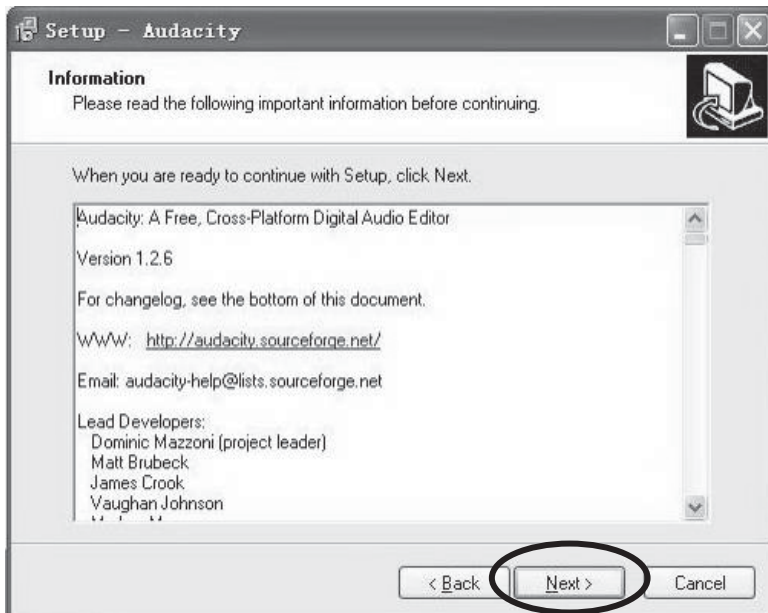 Setup - Audacity
Information
Please read the following important information before continuing.
When you are ready to continue with Setup, click Next.
Audacity: A Free, Cross-Platform Digital Audio Editor
Version 1.2.6
For changelog, see the bottom of this document.
WWW: http://audacity.sourceforge.net/
Email: audacity-help@lists.sourceforge.net
Lead Developers:
Dominic Mazzoni (project leader)
Matt Brubeck
James Crook
Vaughan Johnson
< Back Next > Cancel